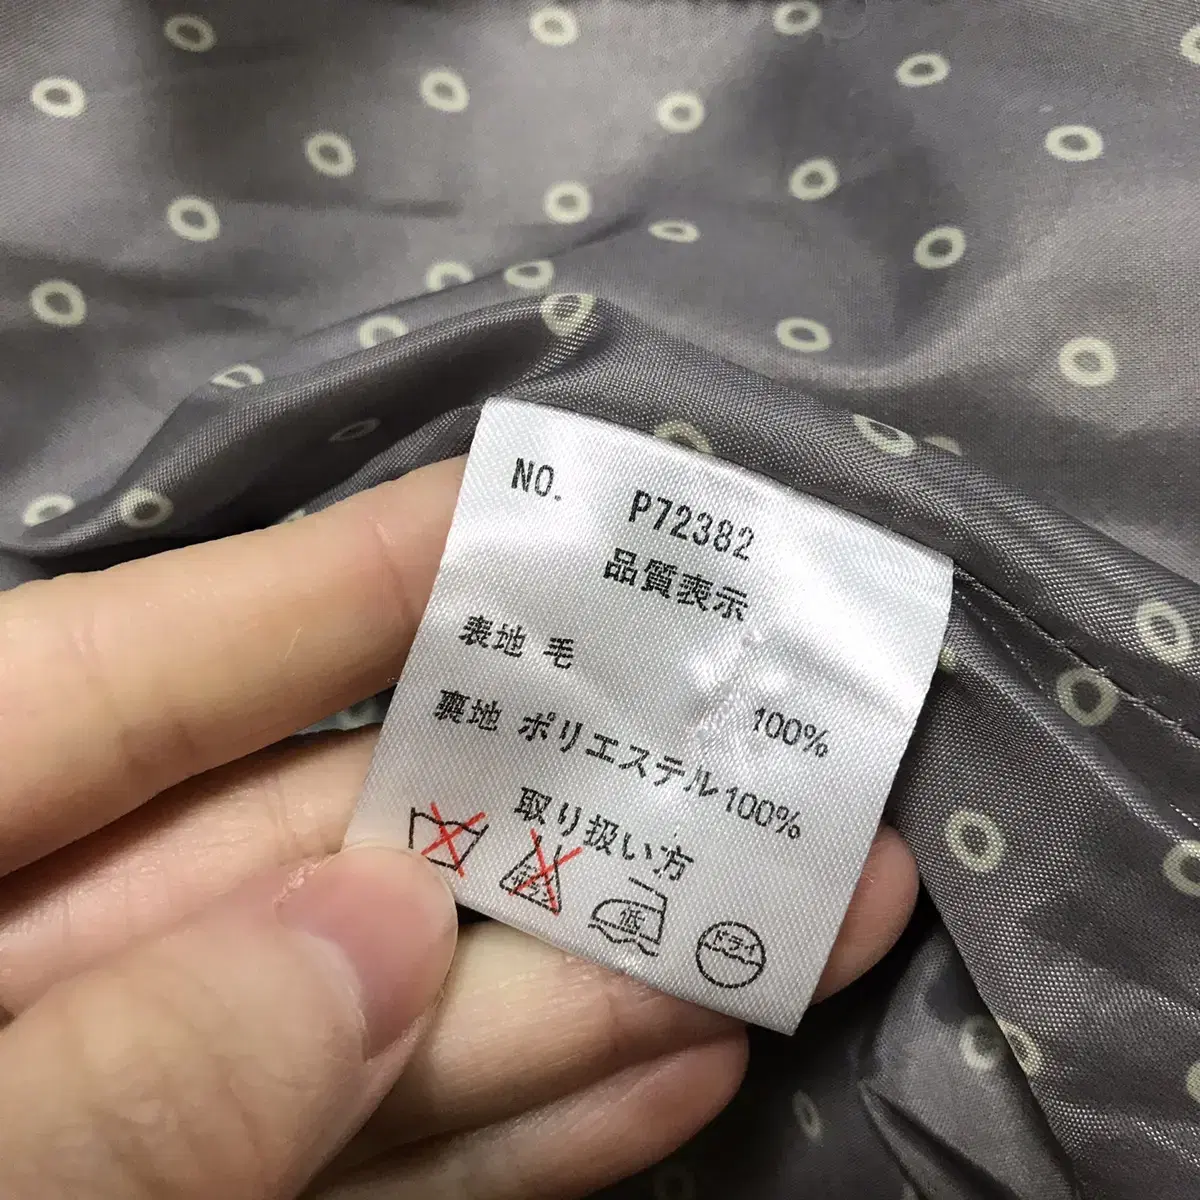 NO. P72382
品質表示
表地 毛 100%
裏地 ポリエステル100%
取り扱い方
低
ドライ